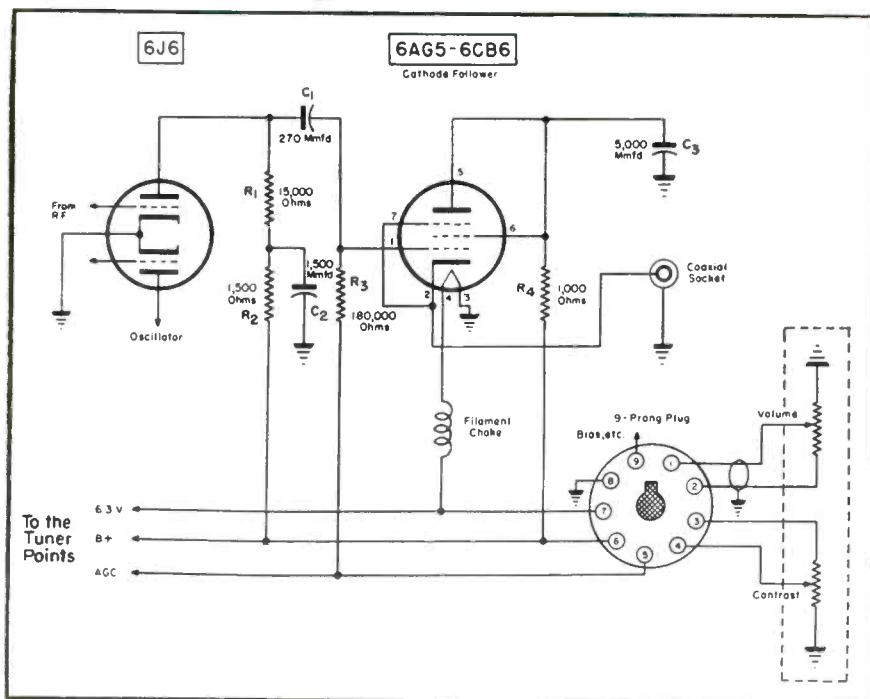 6J6
6AG5-6CB6
Cathode Follower
C1
270 Mmfd
5,000
Mmfd
C3
5
R1
15,000
Ohms
From
R.F.
7
1
6
1,500
Mmfd
R3
2
4
3
1,500
Ohms
R2
C2
180,000
Ohms
R4
1,000
Ohms
Coaxial
Socket
Oscillator
Filament
Choke
9-Prong Plug
Bias, etc.
Volume
9
1
8
2
6.3 V
7
3
To the
Tuner
Points
B+
6
4
5
AGC
Contrast